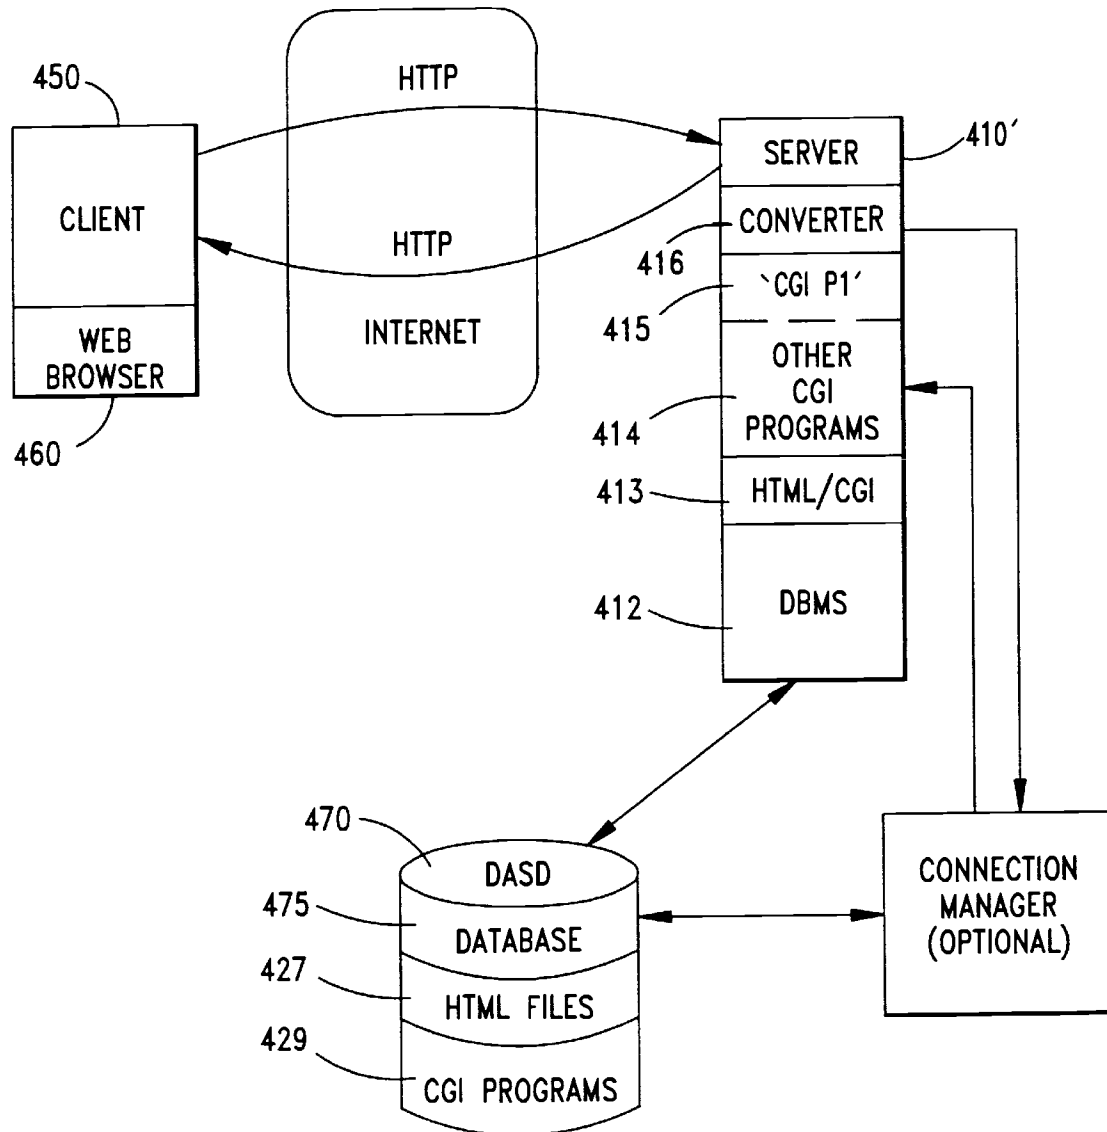 HTTP
450
410′
SERVER
CLIENT
CONVERTER
HTTP
416
`CGI P1′
415
INTERNET
WEB
BROWSER
OTHER
CGI
PROGRAMS
414
460
413
HTML/CGI
412
DBMS
470
DASD
CONNECTION
MANAGER
(OPTIONAL)
475
DATABASE
427
HTML FILES
429
CGI PROGRAMS